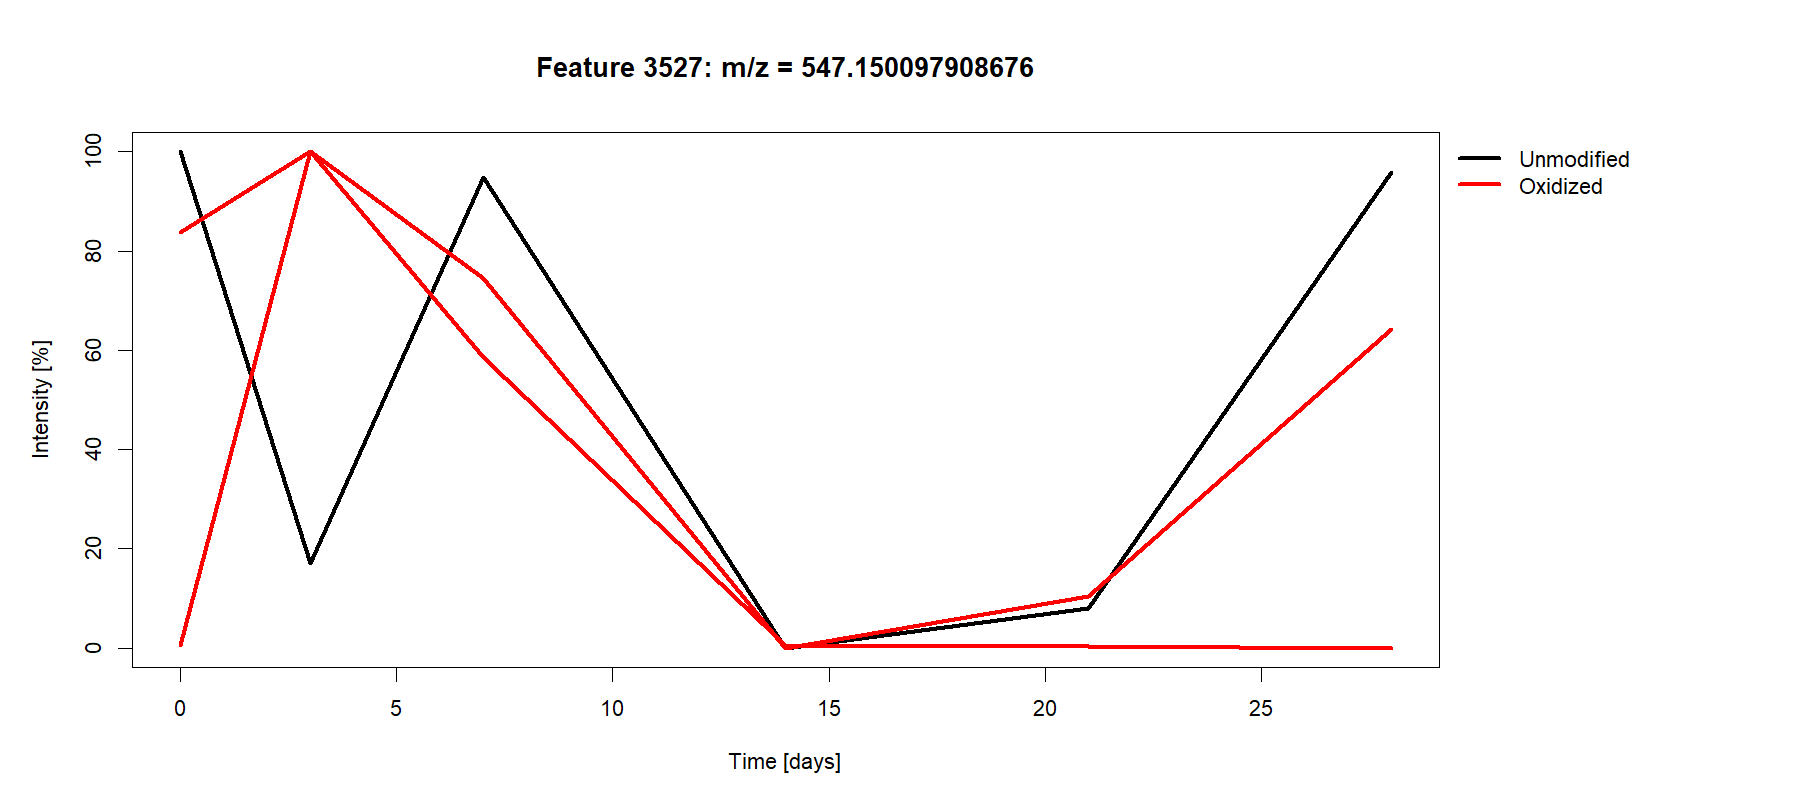 Feature 3527: m/z = 547.150097908676
Unmodified
Oxidized
Intensity [%]
100
80
60
40
20
0
0 5 10 15 20 25
Time [days]